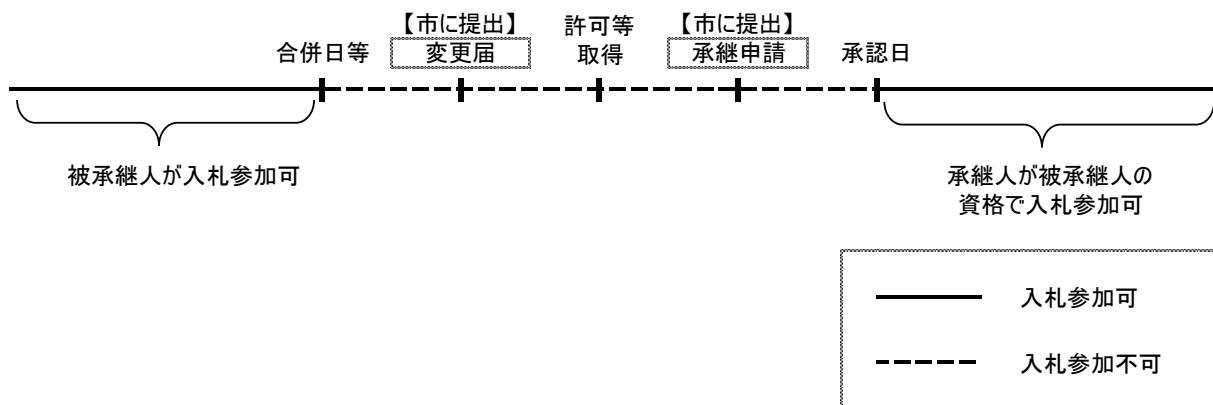 【市に提出】
許可等
【市に提出】
合併日等
変更届
取得
承継申請
承認日
被承継人が入札参加可
承継人が被承継人の
資格で入札参加可
入札参加可
入札参加不可